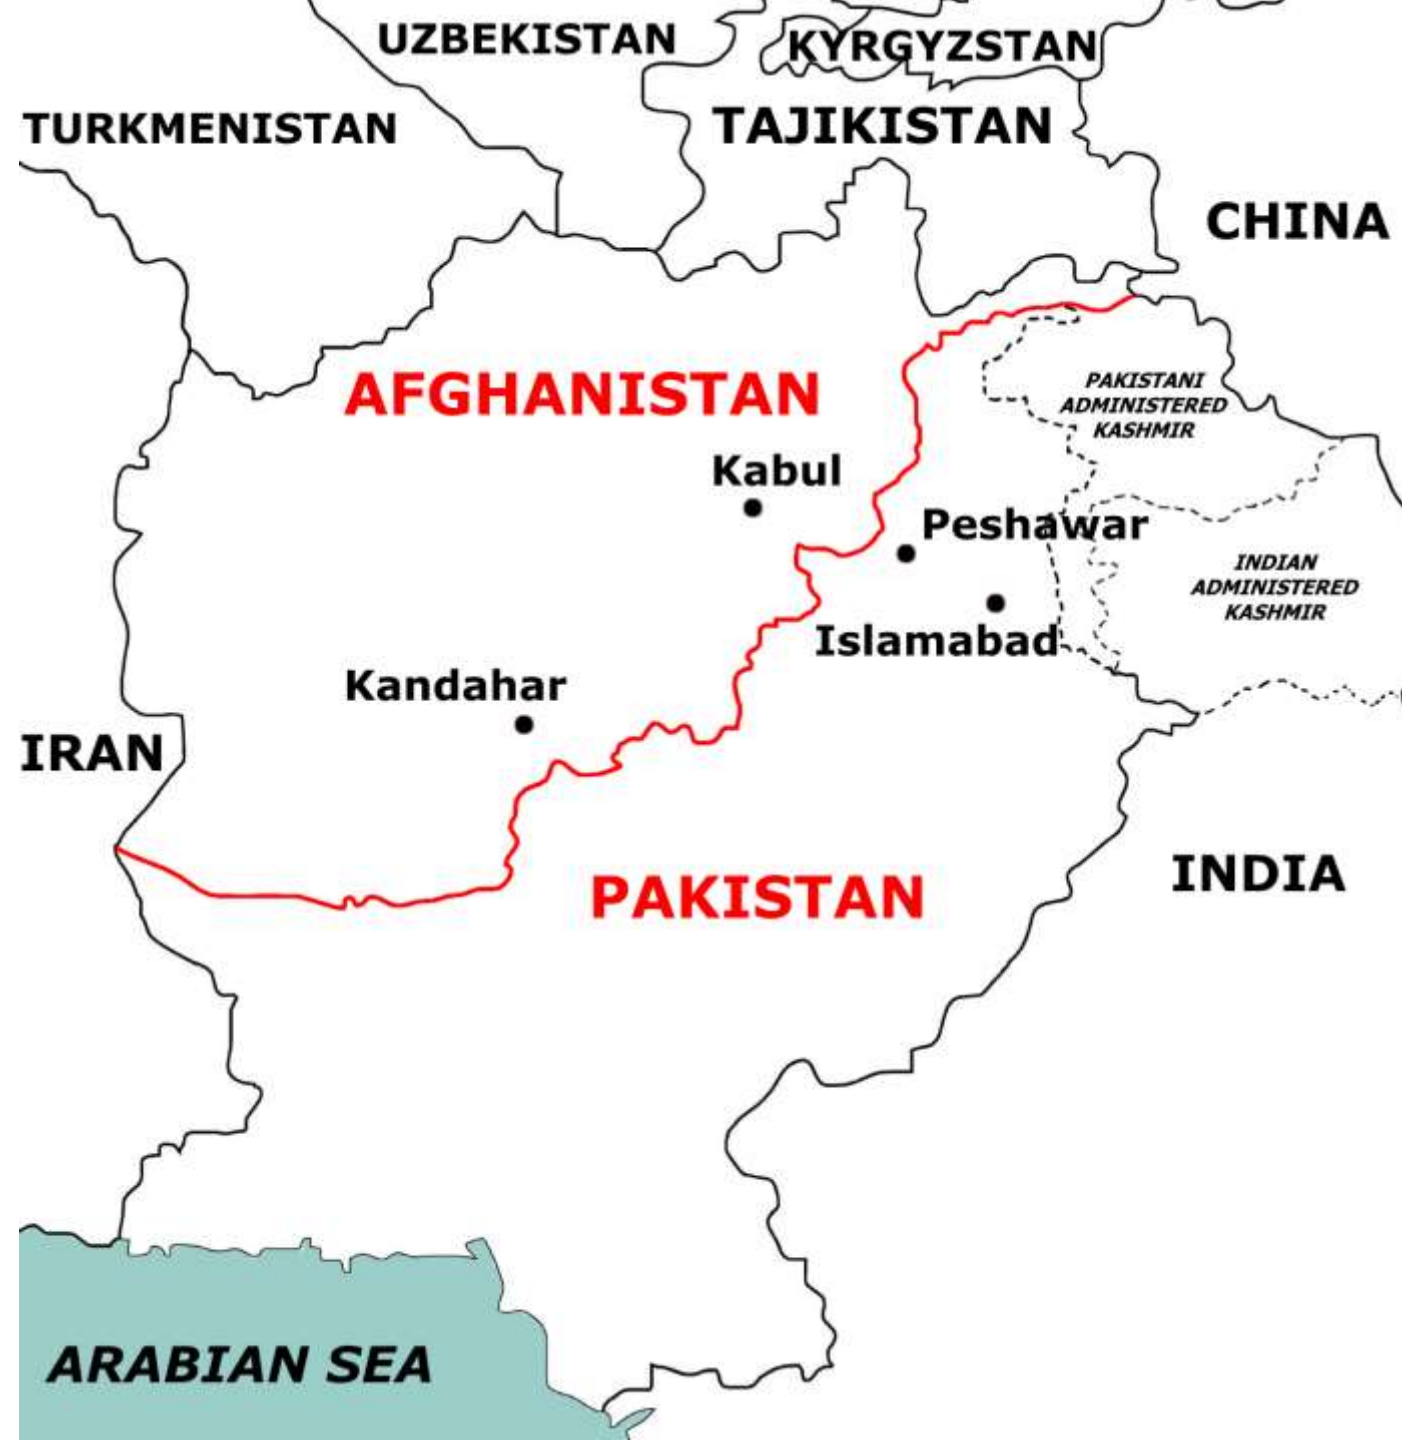 UZBEKISTAN
KYRGYZSTAN
TURKMENISTAN
TAJIKISTAN
CHINA
AFGHANISTAN
PAKISTANI
ADMINISTERED
KASHMIR
Kabul
Peshawar
INDIAN
ADMINISTERED
KASHMIR
Islamabad
Kandahar
IRAN
INDIA
PAKISTAN
ARABIAN SEA